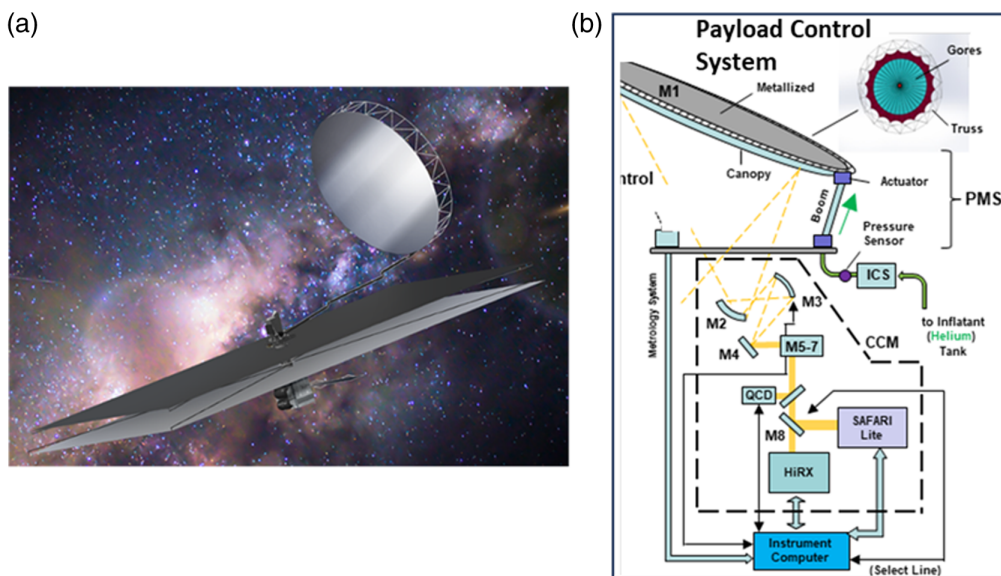 (a)
(b)
Payload Control
System
Gores
M1
Metallized
Truss
ntrol
Canopy
Actuator
Boom
PMS
Pressure
Sensor
ICS
Metrology System
M3
M2
to Inflatant
(Helium)
Tank
M4
M5-7
CCM
QCD
M8
SAFARI
Lite
HiRX
Instrument
Computer
(Select Line)